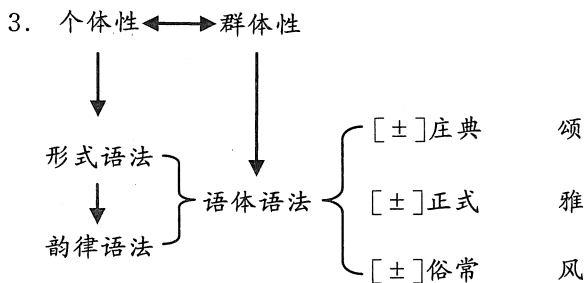 3. 个体性 群体性
[±]庄典 颂
形式语法
语体语法 [±]正式 雅
韵律语法
[±]俗常 风